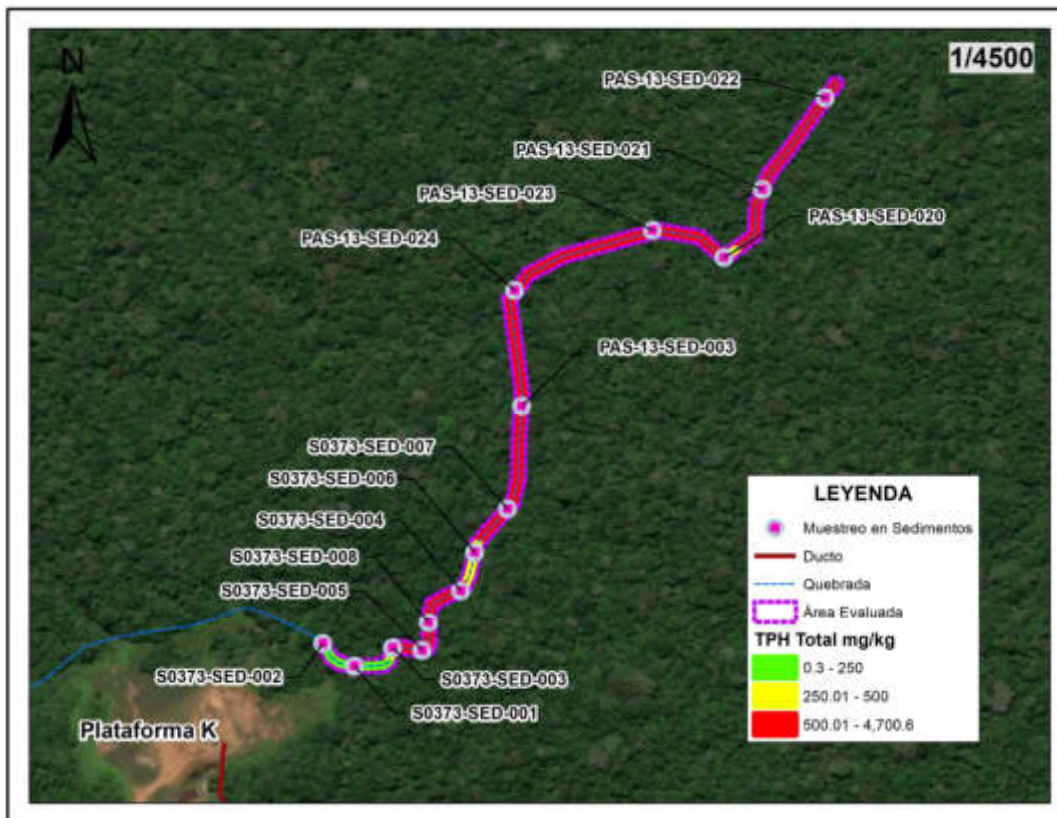 N
1/4500
PAS-13-SED-022
PAS-13-SED-021
PAS-13-SED-023
PAS-13-SED-020
PAS-13-SED-024
PAS-13-SED-003
S0373-SED-007
S0373-SED-006
S0373-SED-004
S0373-SED-008
S0373-SED-005
S0373-SED-002
S0373-SED-003
S0373-SED-001
Plataforma K
LEYENDA
Muestreo en Sedimentos
Ducto
Quebrada
Área Evaluada
TPH Total mg/kg
0.3 - 250
250.01 - 500
500.01 - 4,700.6